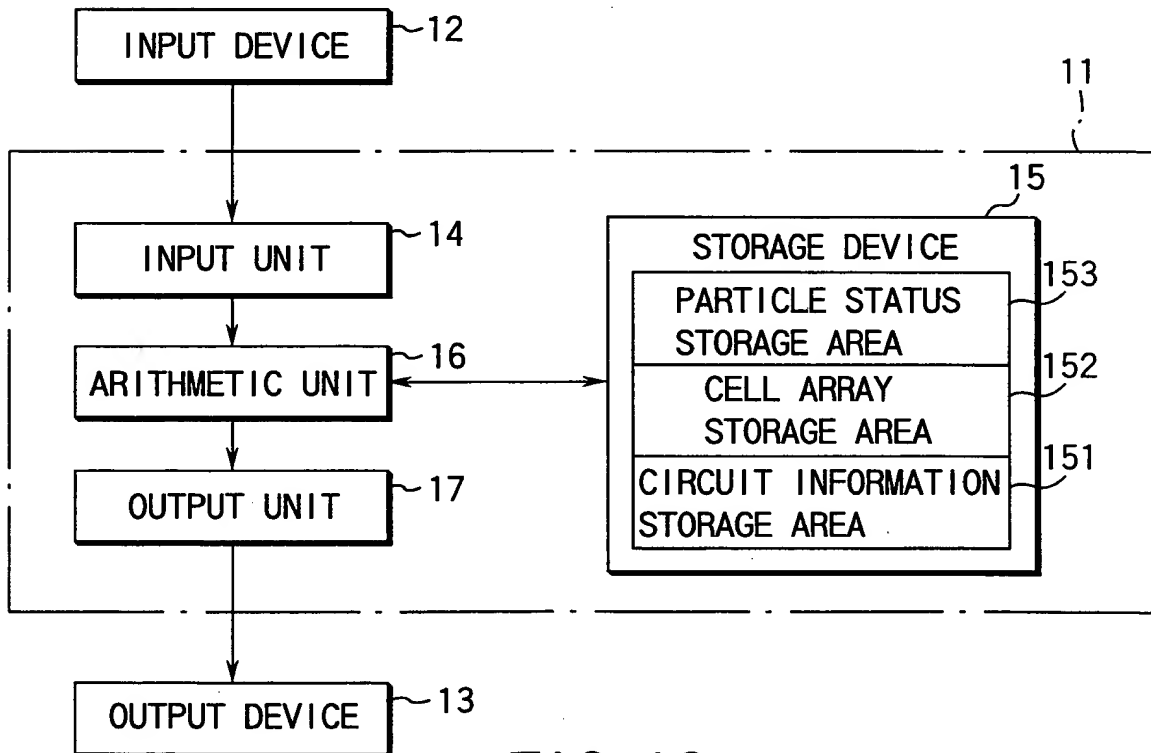 INPUT DEVICE
12
11
INPUT UNIT
14
15
STORAGE DEVICE
PARTICLE STATUS
STORAGE AREA
153
ARITHMETIC UNIT
16
CELL ARRAY
STORAGE AREA
152
OUTPUT UNIT
17
CIRCUIT INFORMATION
STORAGE AREA
151
OUTPUT DEVICE
13